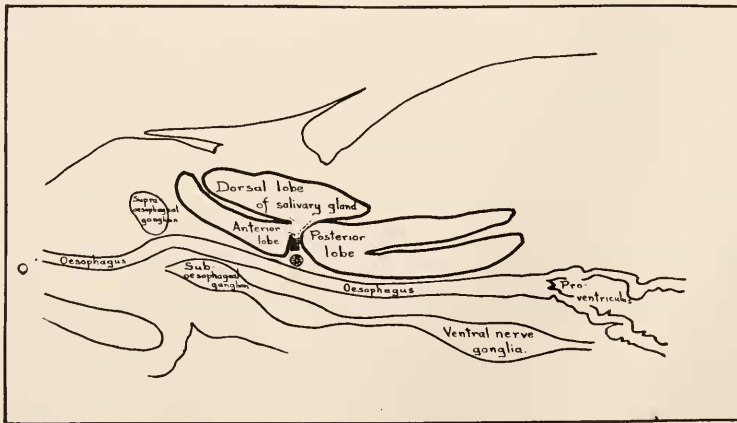 Dorsal lobe
of salivary gland
Supra
oesophageal
ganglion
Anterior
lobe
Posterior
lobe
Oesophagus
Sub-
oesophageal
ganglion
Oesophagus
Pro-
ventriculus
Ventral nerve
gonglia.